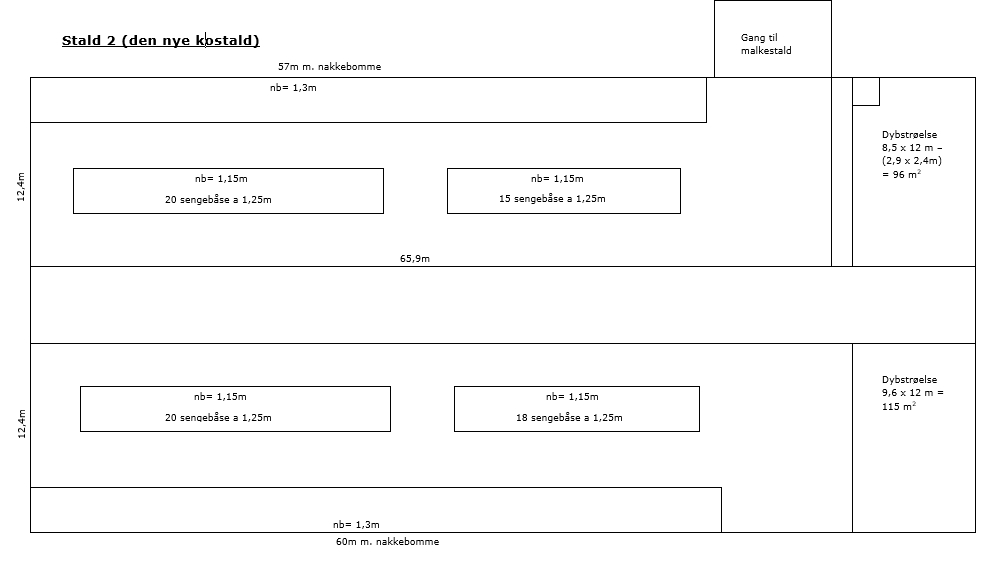 Stald 2 (den nye kostald)
Gang til
malkestald
57m m. nakkebomme
nb= 1,3m
Dybstrøelse
8,5 x 12 m –
(2,9 x 2,4m)
= 96 m²
12,4m
nb= 1,15m
20 sengebåse a 1,25m
nb= 1,15m
15 sengebåse a 1,25m
65,9m
Dybstrøelse
9,6 x 12 m =
115 m²
12,4m
nb= 1,15m
20 sengebåse a 1,25m
nb= 1,15m
18 sengebåse a 1,25m
nb= 1,3m
60m m. nakkebomme